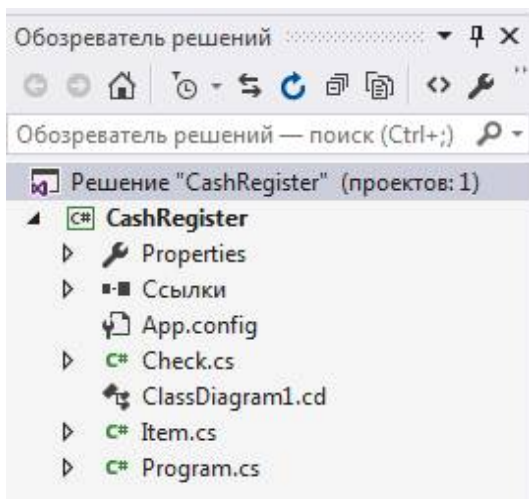 Обозреватель решений
Обозреватель решений — поиск (Ctrl+;)
Решение "CashRegister" (проектов: 1)
C# CashRegister
Properties
Ссылки
App.config
C# Check.cs
ClassDiagram1.cd
C# Item.cs
C# Program.cs